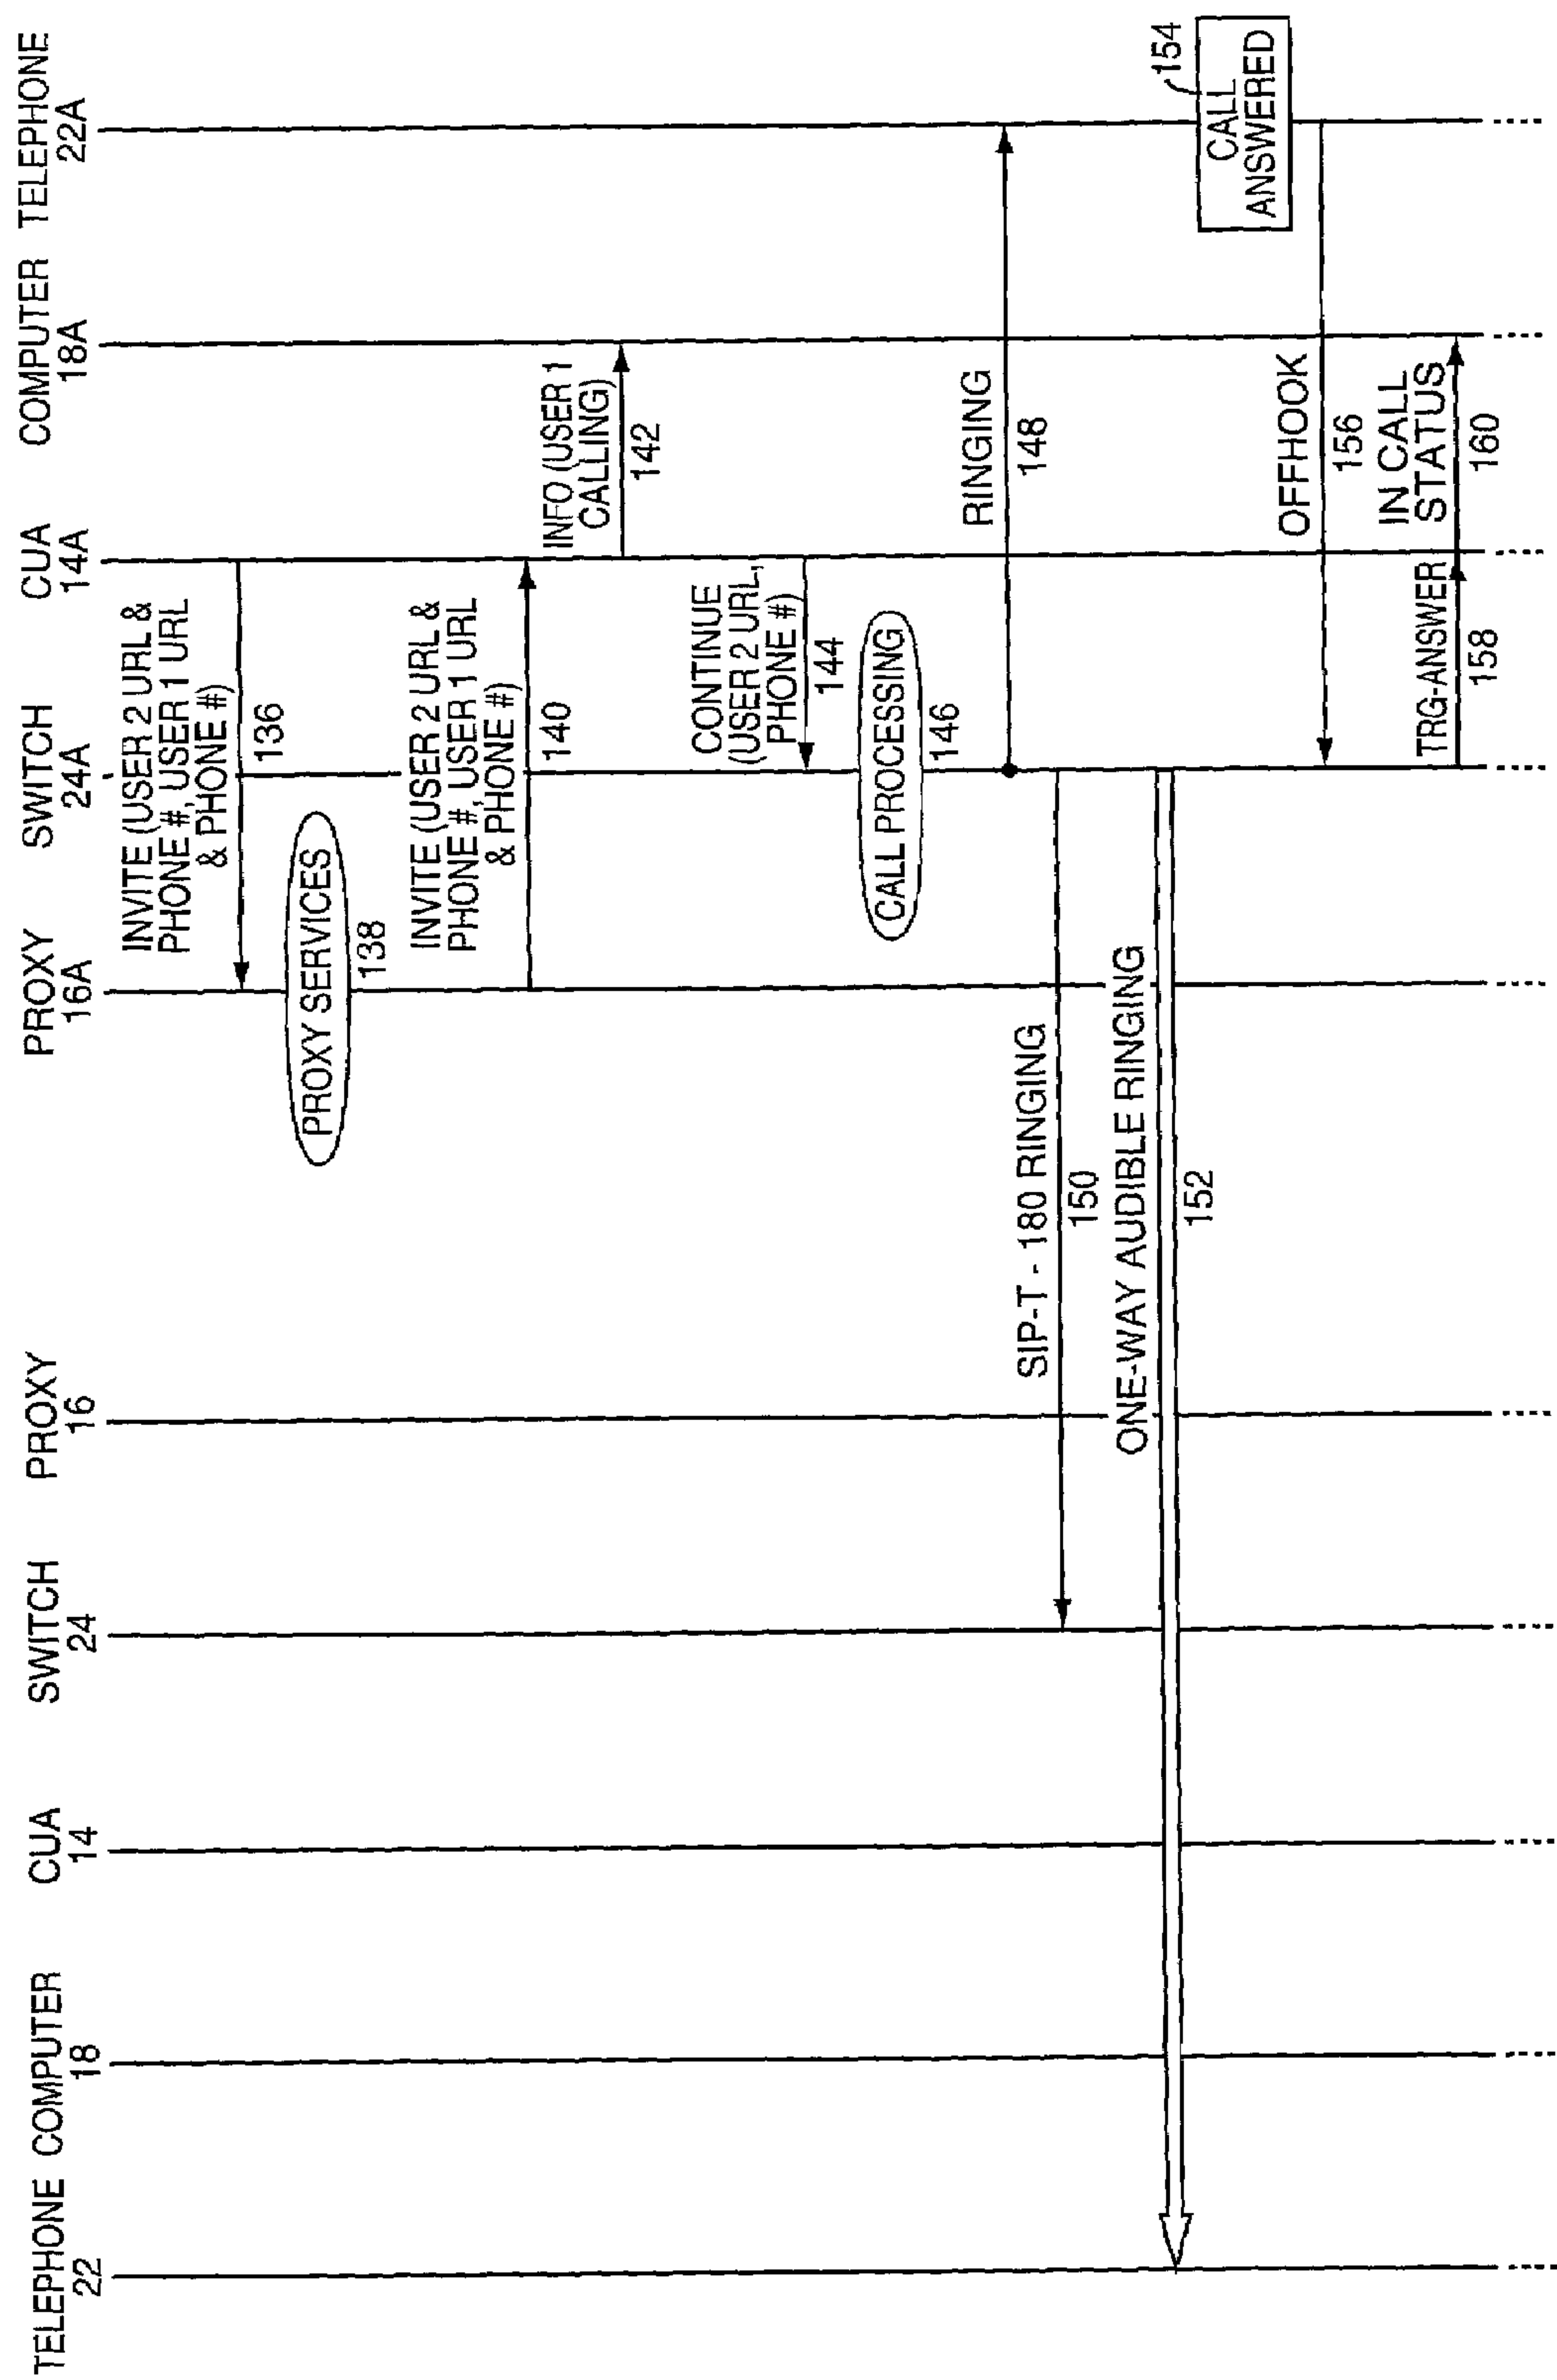 TELEPHONE COMPUTER CUA SWITCH PROXY PROXY SWITCH CUA COMPUTER TELEPHONE
22 18 14 24 16 16A 24A 14A 18A 22A
INVITE (USER 2 URL &
PHONE #, USER 1 URL
& PHONE #)
136
PROXY SERVICES
138
INVITE (USER 2 URL &
PHONE #, USER 1 URL
& PHONE #)
140
INFO (USER 1
CALLING)
142
CONTINUE
(USER 2 URL,
PHONE #)
144
CALL PROCESSING
146
RINGING
148
SIP-T - 180 RINGING
150
ONE-WAY AUDIBLE RINGING
152
154
CALL
ANSWERED
OFFHOOK
156
TRG-ANSWER
158
IN CALL
STATUS
160